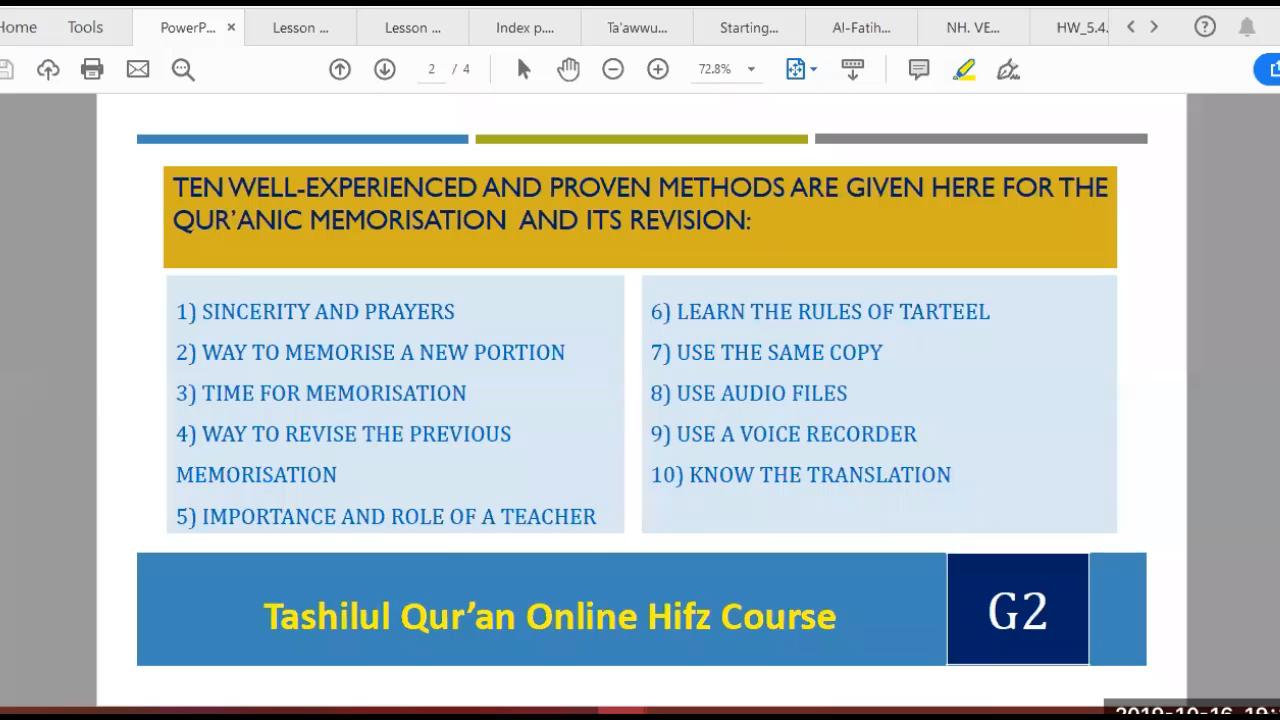 Home Tools PowerP... × Lesson ... Lesson ... Index p.... Ta'awwu... Starting... Al-Fatih... NH. VE... HW_5.4.
2 / 4 72.8%
TEN WELL-EXPERIENCED AND PROVEN METHODS ARE GIVEN HERE FOR THE
QUR’ANIC MEMORISATION AND ITS REVISION:
1) SINCERITY AND PRAYERS
2) WAY TO MEMORISE A NEW PORTION
3) TIME FOR MEMORISATION
4) WAY TO REVISE THE PREVIOUS
MEMORISATION
5) IMPORTANCE AND ROLE OF A TEACHER
6) LEARN THE RULES OF TARTEEL
7) USE THE SAME COPY
8) USE AUDIO FILES
9) USE A VOICE RECORDER
10) KNOW THE TRANSLATION
Tashilul Qur’an Online Hifz Course
G2
2019-10-16